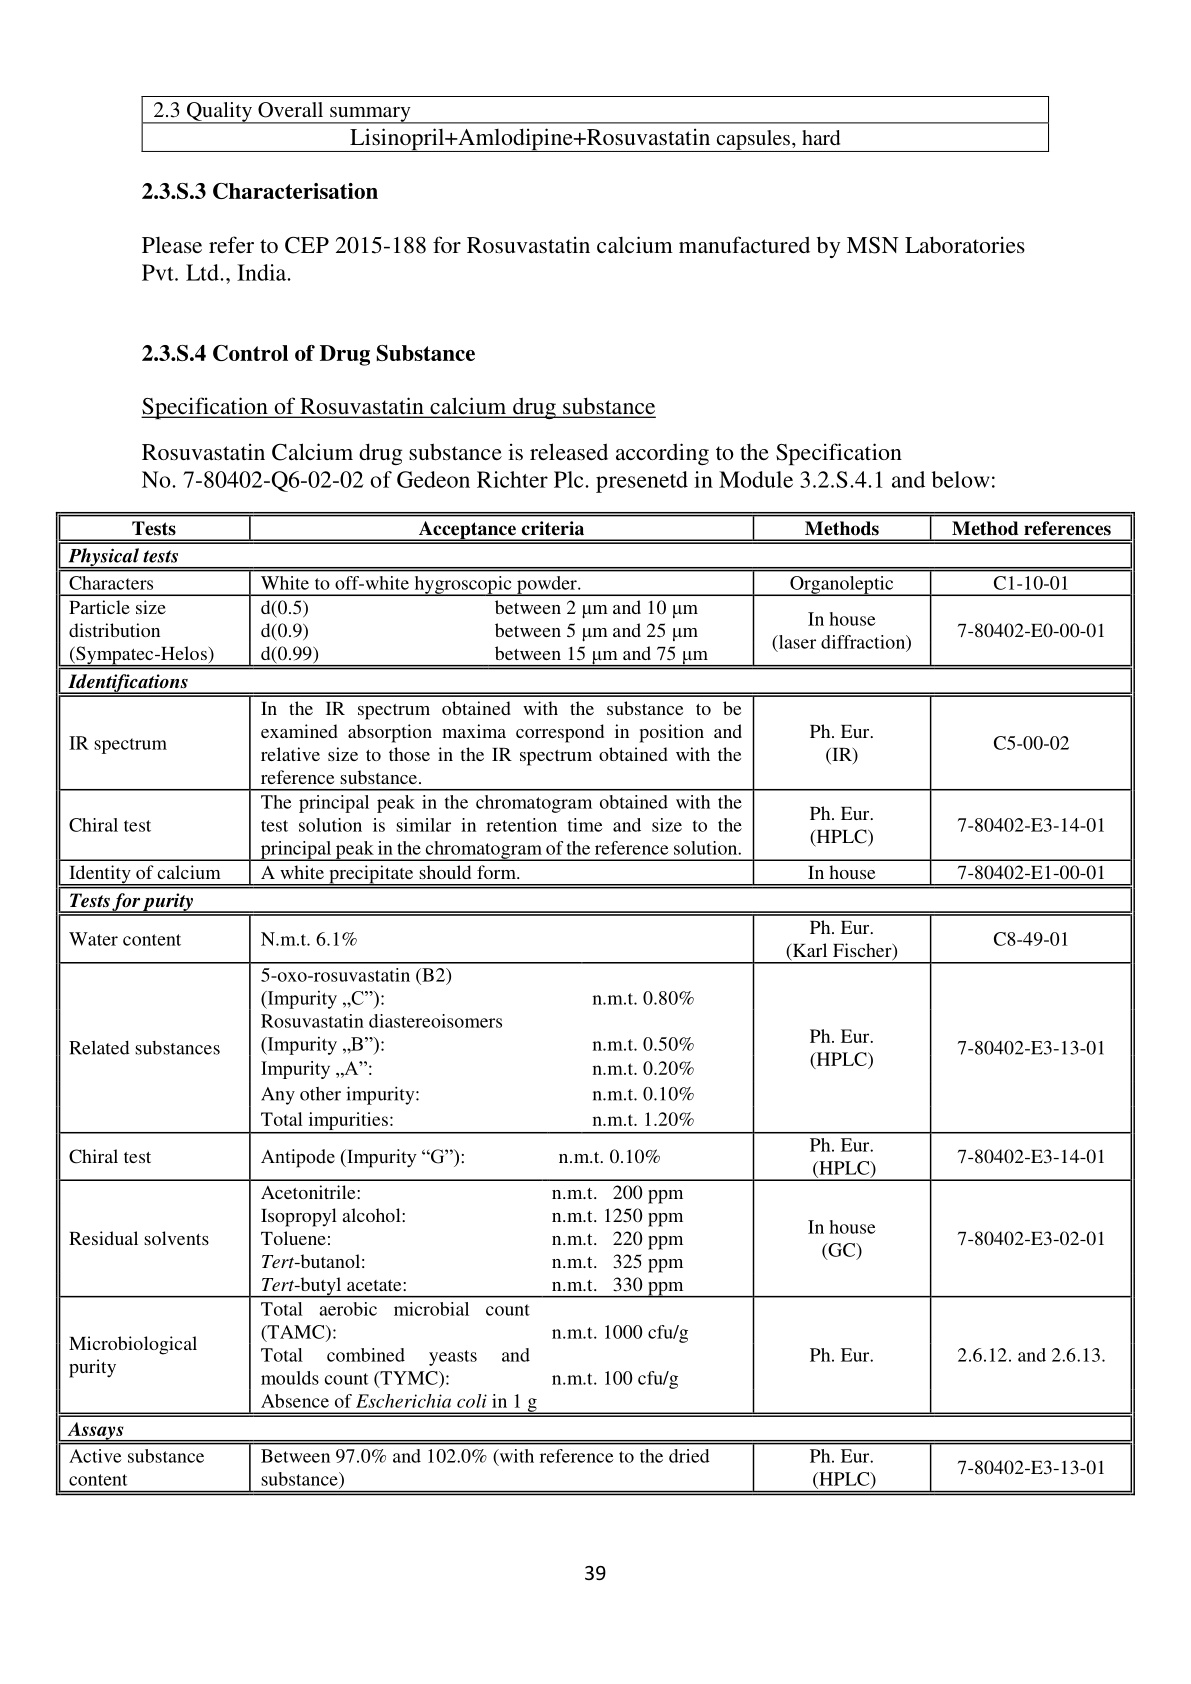 2.3 Quality Overall summary
Lisinopril+Amlodipine+Rosuvastatin capsules, hard
2.3.S.3 Characterisation
Please refer to CEP 2015-188 for Rosuvastatin calcium manufactured by MSN Laboratories
Pvt. Ltd., India.
2.3.S.4 Control of Drug Substance
Specification of Rosuvastatin calcium drug substance
Rosuvastatin Calcium drug substance is released according to the Specification
No. 7-80402-Q6-02-02 of Gedeon Richter Plc. presenetd in Module 3.2.S.4.1 and below:
Tests Acceptance criteria Methods Method references
Physical tests
Characters White to off-white hygroscopic powder. Organoleptic C1-10-01
Particle size
distribution
(Sympatec-Helos)
d(0.5) between 2 μm and 10 μm
d(0.9) between 5 μm and 25 μm
d(0.99) between 15 μm and 75 μm
In house
(laser diffraction)
7-80402-E0-00-01
Identifications
IR spectrum
In the IR spectrum obtained with the substance to be
examined absorption maxima correspond in position and
relative size to those in the IR spectrum obtained with the
reference substance.
Ph. Eur.
(IR)
C5-00-02
Chiral test
The principal peak in the chromatogram obtained with the
test solution is similar in retention time and size to the
principal peak in the chromatogram of the reference solution.
Ph. Eur.
(HPLC)
7-80402-E3-14-01
Identity of calcium A white precipitate should form. In house 7-80402-E1-00-01
Tests for purity
Water content
N.m.t. 6.1%
Ph. Eur.
(Karl Fischer)
C8-49-01
Related substances
5-oxo-rosuvastatin (B2)
(Impurity „C”): n.m.t. 0.80%
Rosuvastatin diastereoisomers
(Impurity „B”): n.m.t. 0.50%
Impurity „A”: n.m.t. 0.20%
Any other impurity: n.m.t. 0.10%
Total impurities: n.m.t. 1.20%
Ph. Eur.
(HPLC)
7-80402-E3-13-01
Chiral test
Antipode (Impurity “G”): n.m.t. 0.10%
Ph. Eur.
(HPLC)
7-80402-E3-14-01
Residual solvents
Acetonitrile: n.m.t. 200 ppm
Isopropyl alcohol: n.m.t. 1250 ppm
Toluene: n.m.t. 220 ppm
Tert-butanol: n.m.t. 325 ppm
Tert-butyl acetate: n.m.t. 330 ppm
In house
(GC)
7-80402-E3-02-01
Microbiological
purity
Total aerobic microbial count
(TAMC): n.m.t. 1000 cfu/g
Total combined yeasts and
moulds count (TYMC): n.m.t. 100 cfu/g
Absence of Escherichia coli in 1 g
Ph. Eur.
2.6.12. and 2.6.13.
Assays
Active substance
content
Between 97.0% and 102.0% (with reference to the dried
substance)
Ph. Eur.
(HPLC)
7-80402-E3-13-01
39